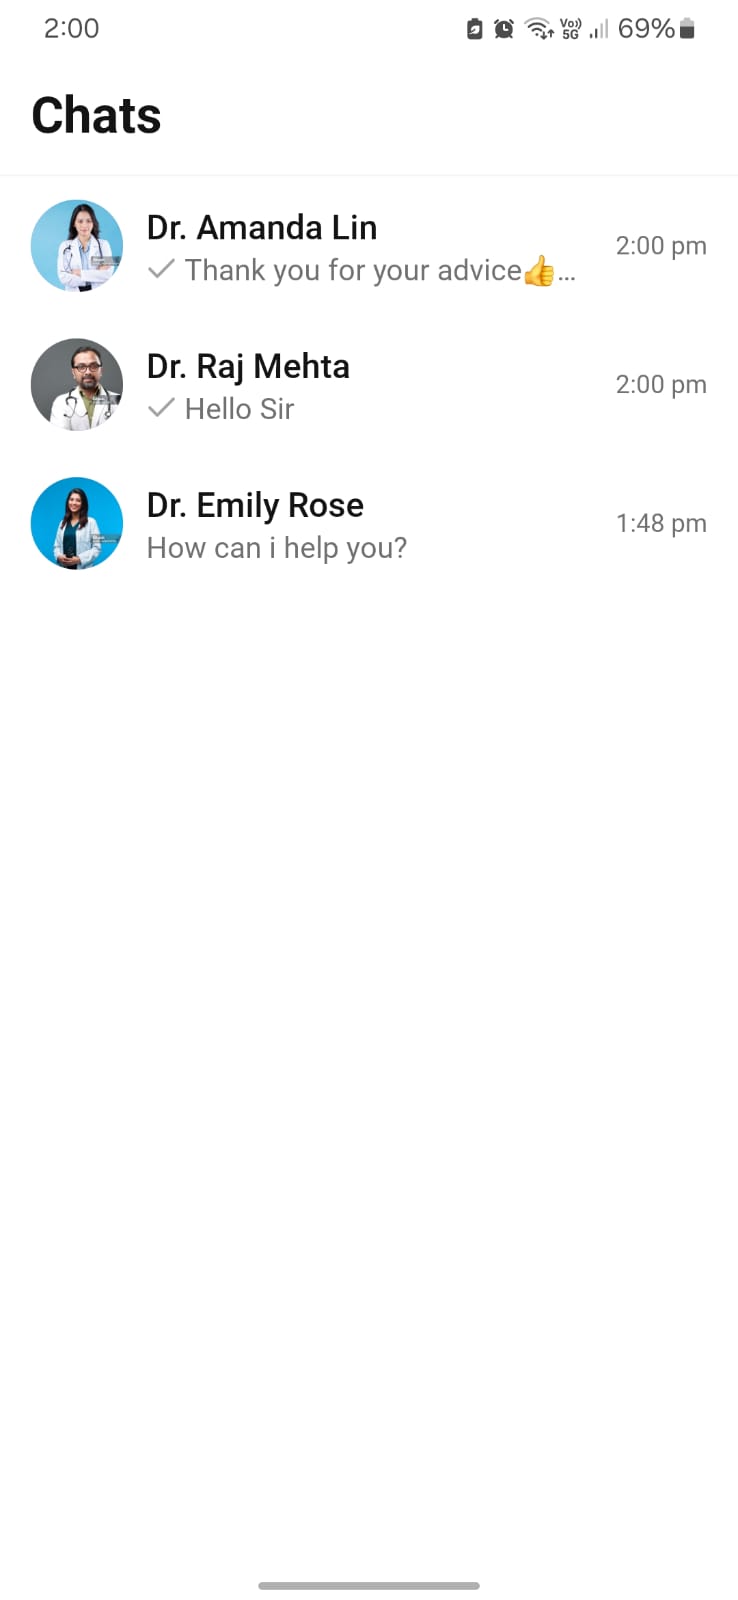 2:00 Vo)) 5G 69%
Chats
Dr. Amanda Lin
Thank you for your advice👍...
2:00 pm
Dr. Raj Mehta
Hello Sir
2:00 pm
Dr. Emily Rose
How can i help you?
1:48 pm